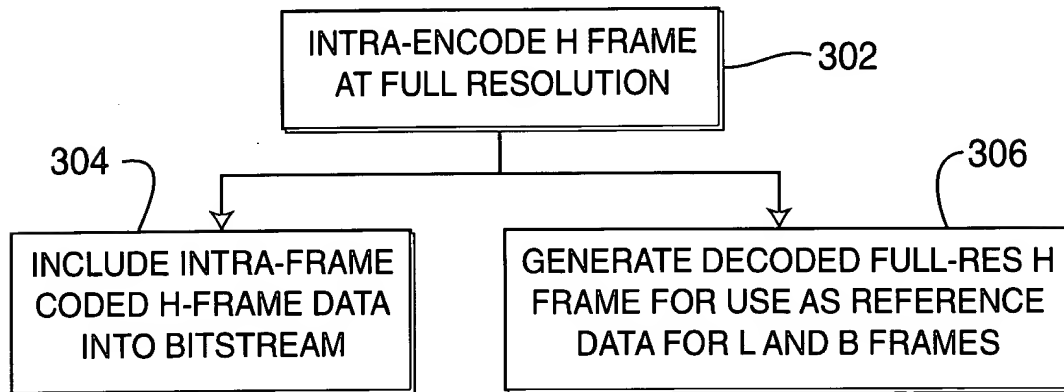 INTRA-ENCODE H FRAME
AT FULL RESOLUTION
302
304
306
INCLUDE INTRA-FRAME
CODED H-FRAME DATA
INTO BITSTREAM
GENERATE DECODED FULL-RES H
FRAME FOR USE AS REFERENCE
DATA FOR L AND B FRAMES